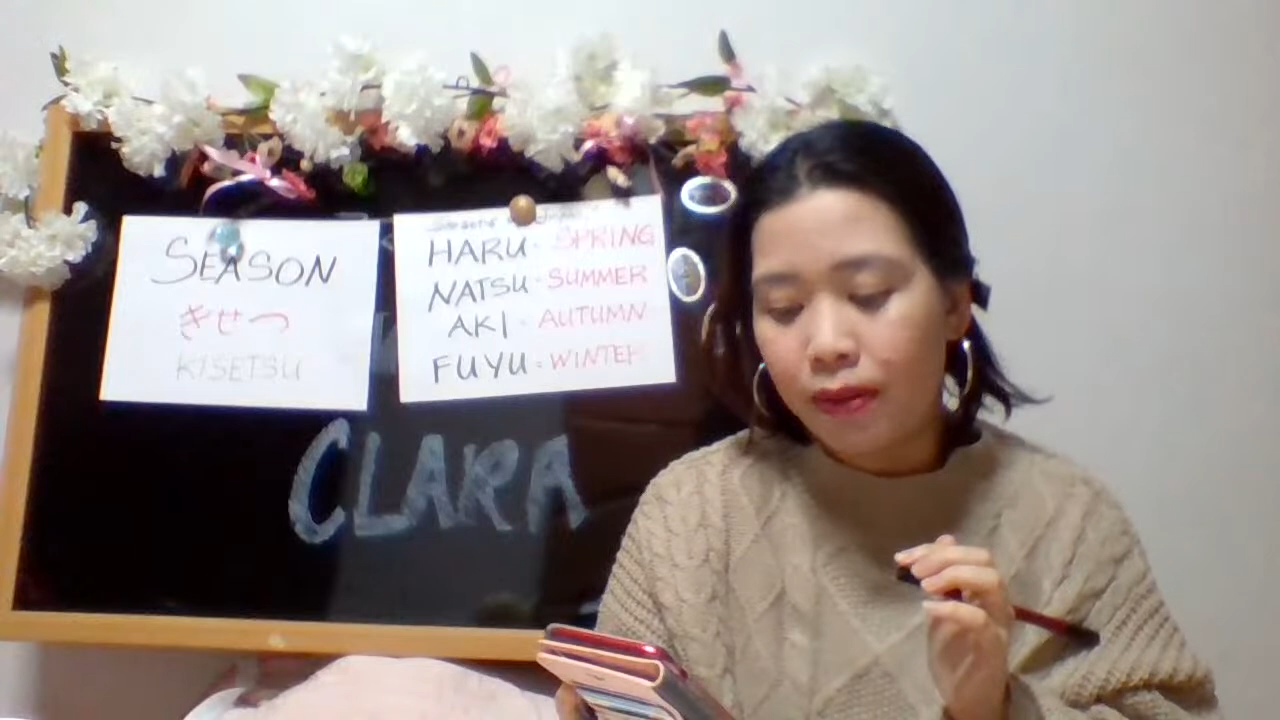 SEASON
きせつ
KISETSU
HARU - SPRING
NATSU - SUMMER
AKI - AUTUMN
FUYU - WINTER
CLARA